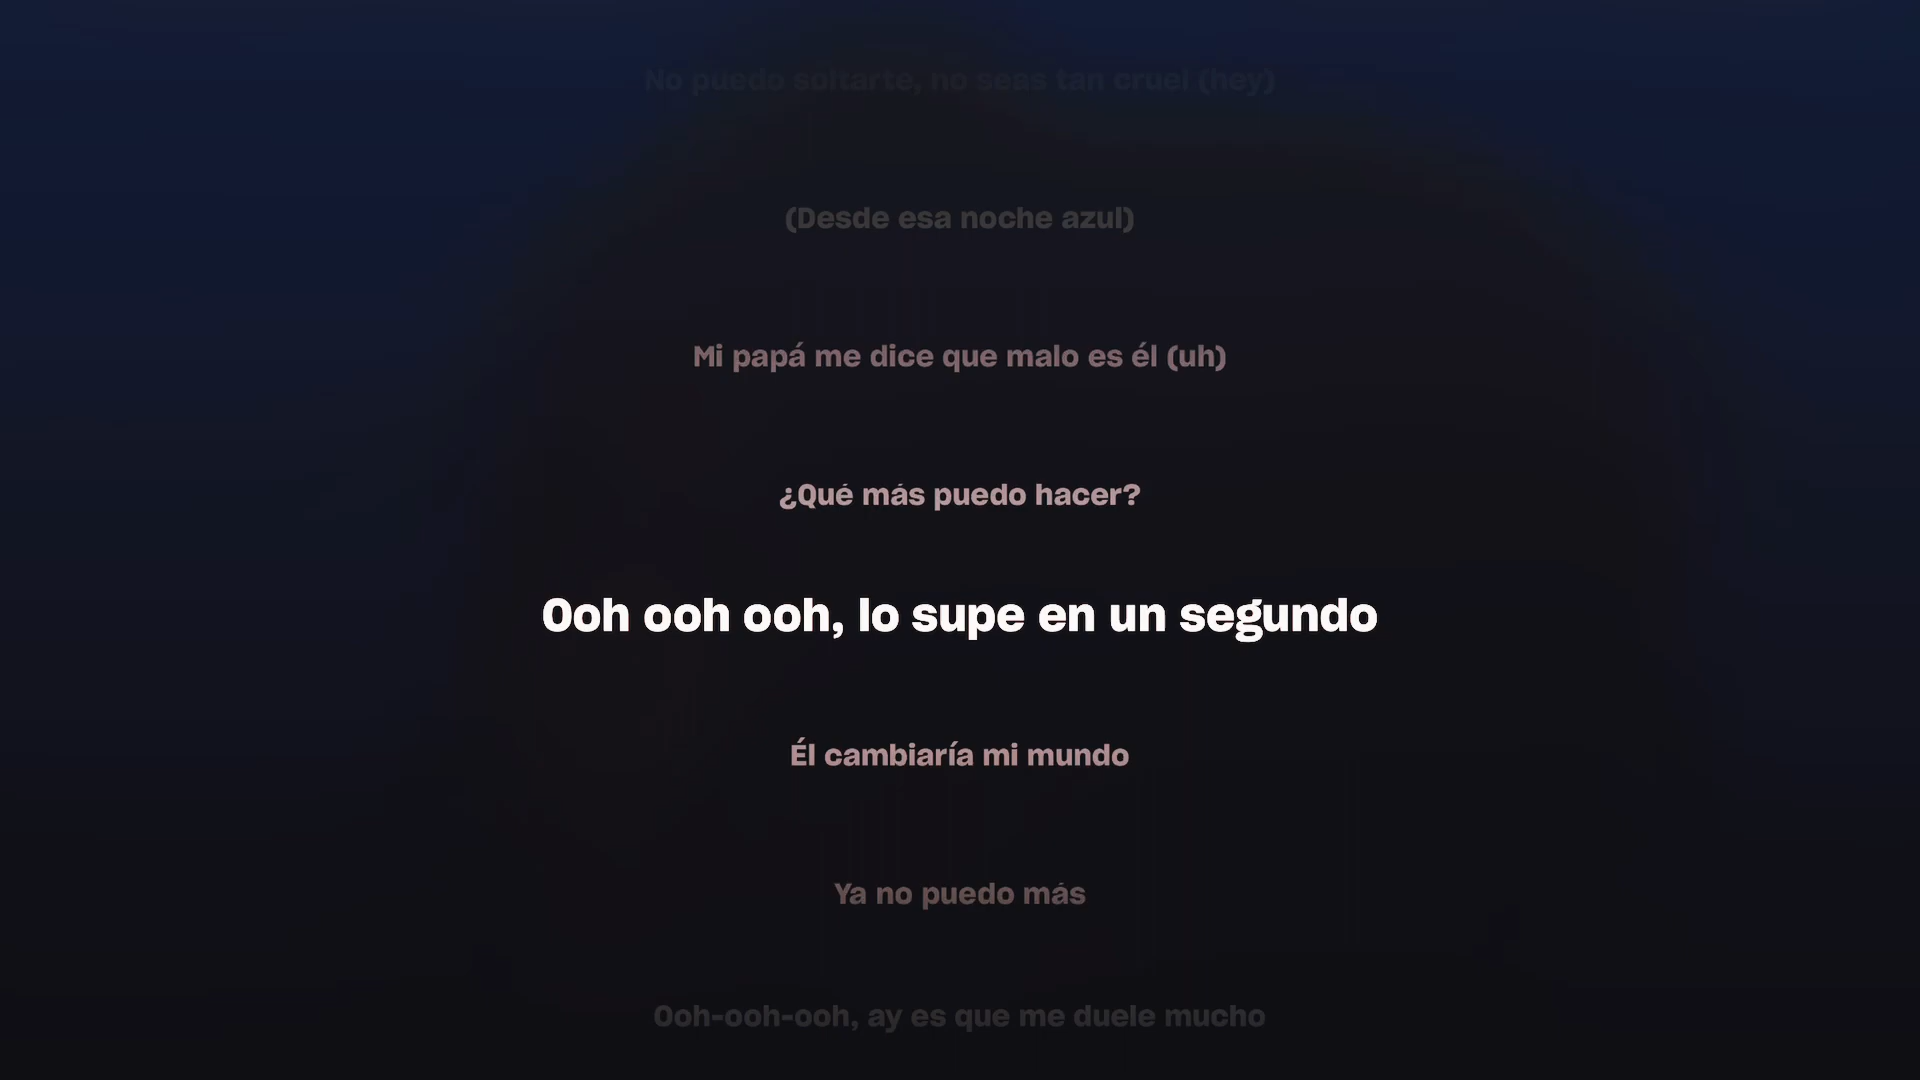 No puedo soltarte, no seas tan cruel (hey)
(Desde esa noche azul)
Mi papá me dice que malo es él (uh)
¿Qué más puedo hacer?
Ooh ooh ooh, lo supe en un segundo
Él cambiaría mi mundo
Ya no puedo más
Ooh-ooh-ooh, ay es que me duele mucho